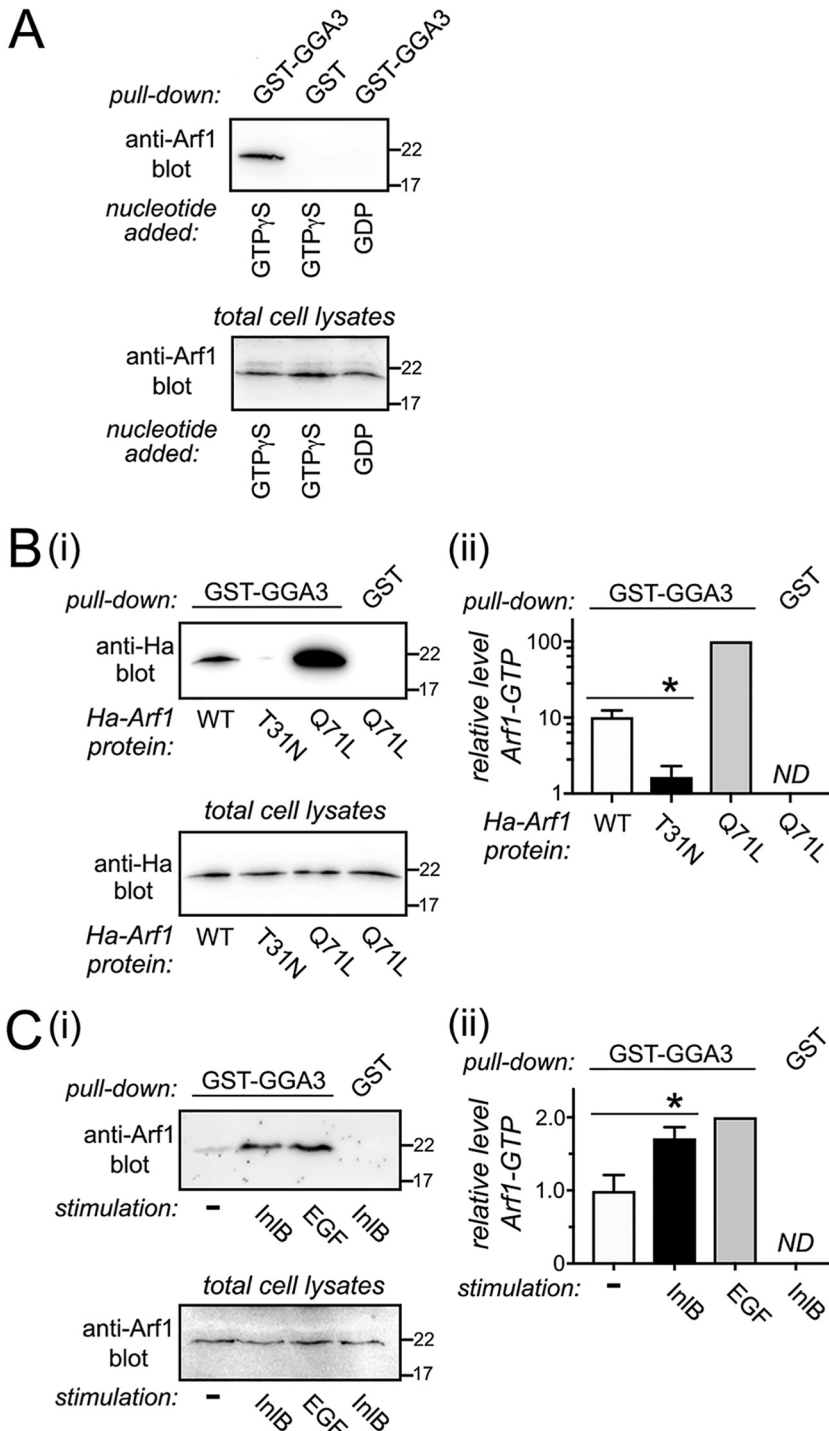 A
pull-down: GST-GGA3 GST GST-GGA3
anti-Arf1 blot
22
17
nucleotide added: GTPγS GTPγS GDP
total cell lysates
anti-Arf1 blot
22
17
nucleotide added: GTPγS GTPγS GDP
B (i)
pull-down: GST-GGA3 GST
anti-Ha blot
22
17
Ha-Arf1 protein: WT T31N Q71L Q71L
total cell lysates
anti-Ha blot
22
17
Ha-Arf1 protein: WT T31N Q71L Q71L
(ii)
pull-down: GST-GGA3 GST
relative level Arf1-GTP
100
10
1
*
ND
Ha-Arf1 protein: WT T31N Q71L Q71L
C (i)
pull-down: GST-GGA3 GST
anti-Arf1 blot
22
17
stimulation: - InlB EGF InlB
total cell lysates
anti-Arf1 blot
22
17
stimulation: - InlB EGF InlB
(ii)
pull-down: GST-GGA3 GST
relative level Arf1-GTP
2.0
1.0
0
*
ND
stimulation: - InlB EGF InlB